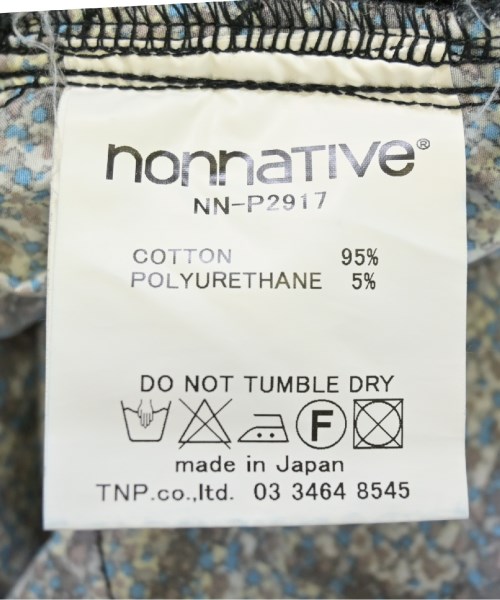 nonnative®
NN-P2917
COTTON 95%
POLYURETHANE 5%
DO NOT TUMBLE DRY
F
made in Japan
TNP.co.,ltd. 03 3464 8545